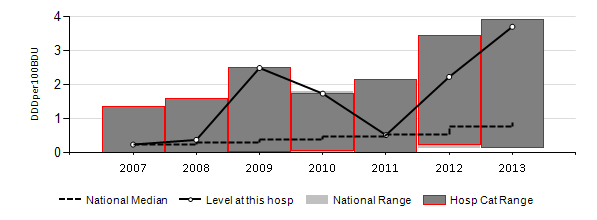 4
3
2
1
0
DDDper100BDU
2007 2008 2009 2010 2011 2012 2013
National Median Level at this hosp National Range Hosp Cat Range